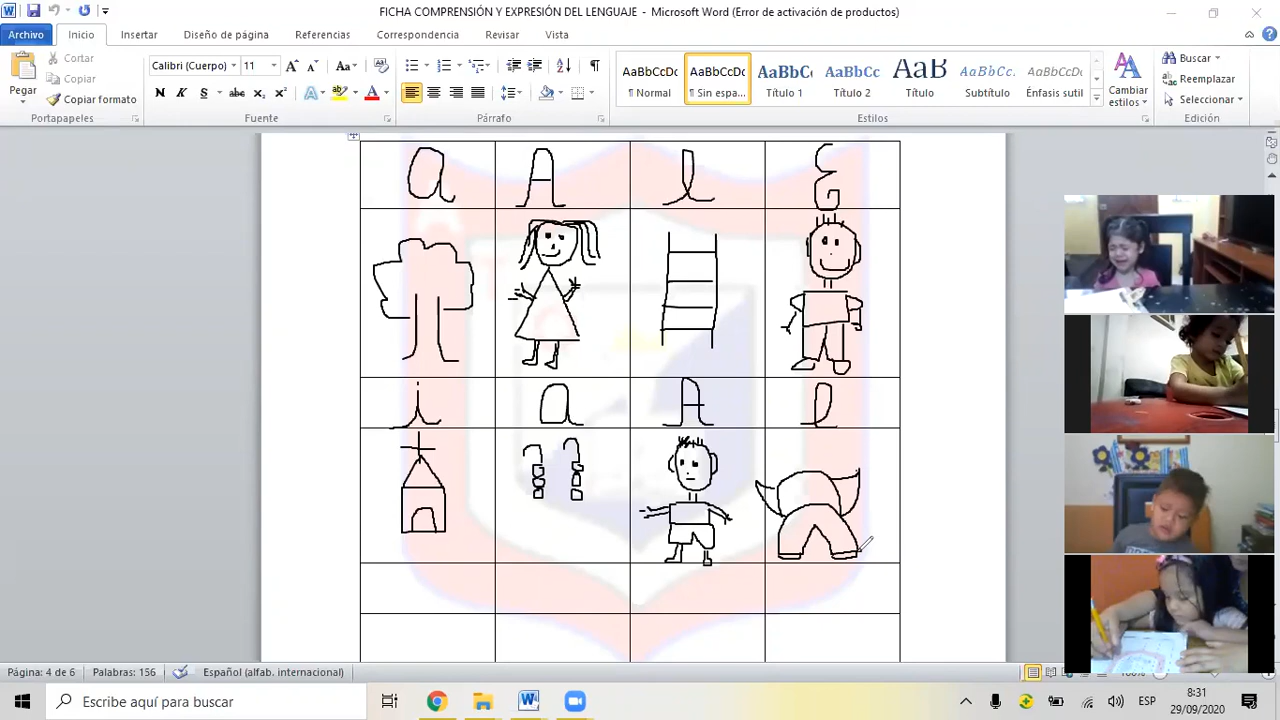 FICHA COMPRENSIÓN Y EXPRESIÓN DEL LENGUAJE - Microsoft Word (Error de activación de productos)
Archivo Inicio Insertar Diseño de página Referencias Correspondencia Revisar Vista
Pegar
Cortar
Copiar
Copiar formato
Portapapeles
Calibri (Cuerpo) 11
N K S abc x₂ x²
Fuente
Párrafo
AaBbCcDc
¶ Normal
AaBbCcDc
¶ Sin espa...
AaBbC
Título 1
AaBbCc
Título 2
AaB
Título
AaBbCc.
Subtítulo
AaBbCcDc
Énfasis sutil
Cambiar estilos
Estilos
Buscar
Reemplazar
Seleccionar
Edición
a A e E
i a A e
Página: 4 de 6 Palabras: 156 Español (alfab. internacional)
Escribe aquí para buscar
ESP
8:31
29/09/2020